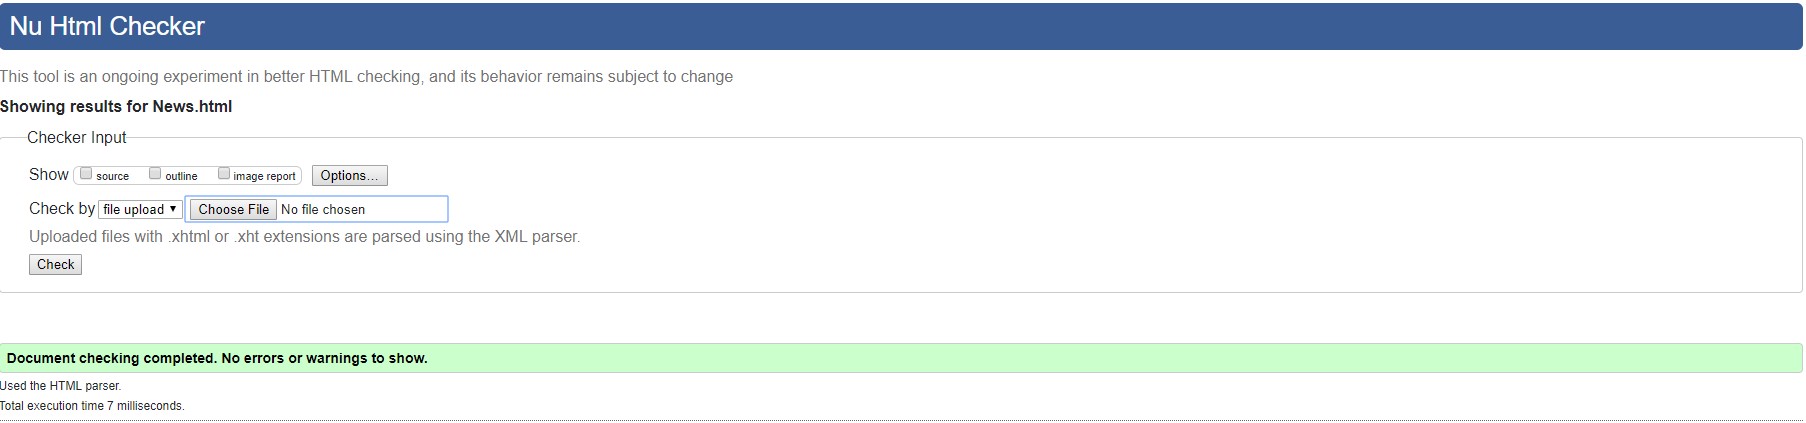 Nu Html Checker
This tool is an ongoing experiment in better HTML checking, and its behavior remains subject to change
Showing results for News.html
Checker Input
Show source outline image report Options...
Check by file upload Choose File No file chosen
Uploaded files with .xhtml or .xht extensions are parsed using the XML parser.
Check
Document checking completed. No errors or warnings to show.
Used the HTML parser.
Total execution time 7 milliseconds.